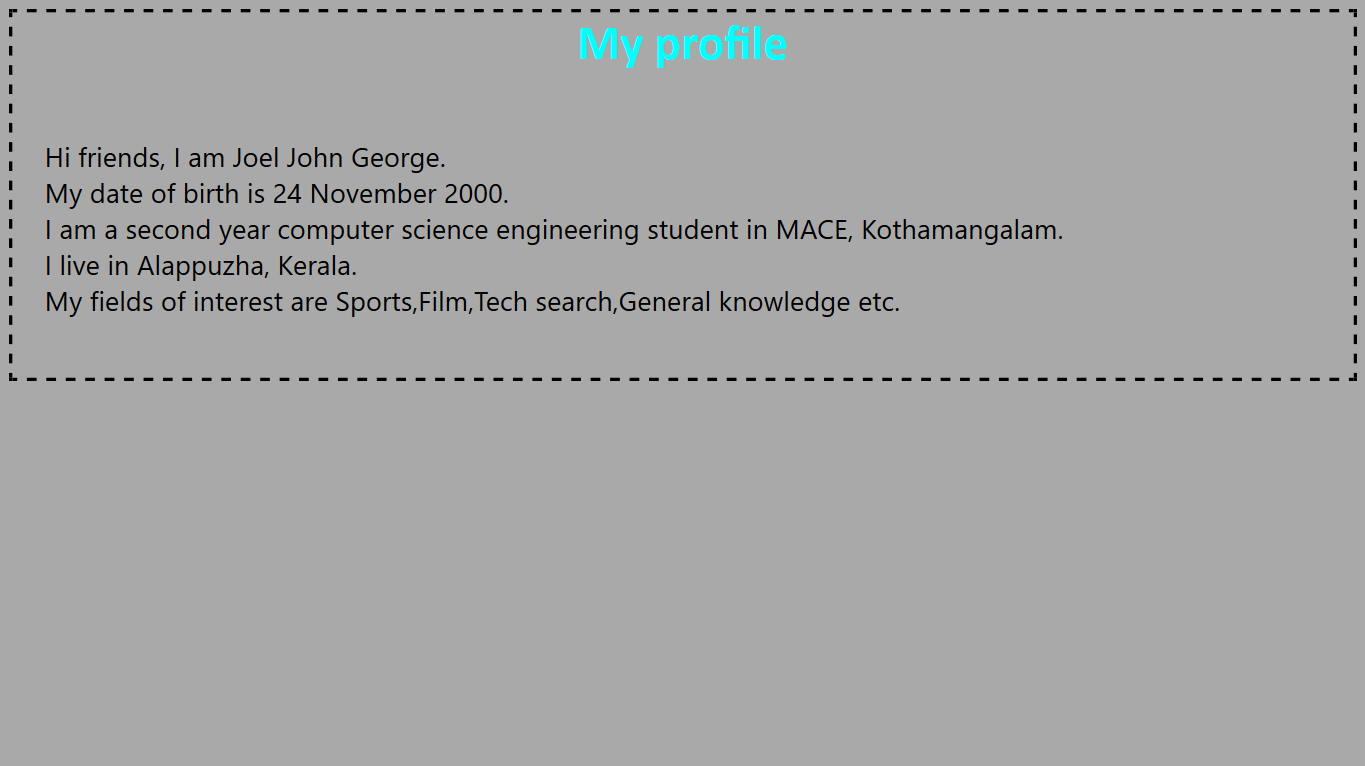 My profile
Hi friends, I am Joel John George.
My date of birth is 24 November 2000.
I am a second year computer science engineering student in MACE, Kothamangalam.
I live in Alappuzha, Kerala.
My fields of interest are Sports,Film,Tech search,General knowledge etc.